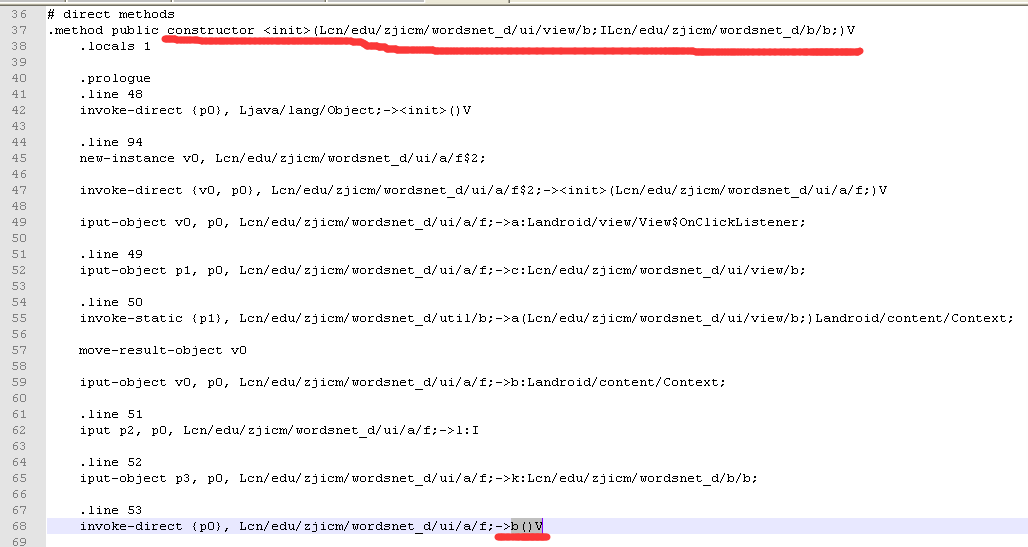 36 # direct methods
37 .method public constructor <init>(Lcn/edu/zjicm/wordsnet_d/ui/view/b;ILcn/edu/zjicm/wordsnet_d/b/b;)V
38     .locals 1
39
40     .prologue
41     .line 48
42     invoke-direct {p0}, Ljava/lang/Object;-><init>()V
43
44     .line 94
45     new-instance v0, Lcn/edu/zjicm/wordsnet_d/ui/a/f$2;
46
47     invoke-direct {v0, p0}, Lcn/edu/zjicm/wordsnet_d/ui/a/f$2;-><init>(Lcn/edu/zjicm/wordsnet_d/ui/a/f;)V
48
49     iput-object v0, p0, Lcn/edu/zjicm/wordsnet_d/ui/a/f;->a:Landroid/view/View$OnClickListener;
50
51     .line 49
52     iput-object p1, p0, Lcn/edu/zjicm/wordsnet_d/ui/a/f;->c:Lcn/edu/zjicm/wordsnet_d/ui/view/b;
53
54     .line 50
55     invoke-static {p1}, Lcn/edu/zjicm/wordsnet_d/util/b;->a(Lcn/edu/zjicm/wordsnet_d/ui/view/b;)Landroid/content/Context;
56
57     move-result-object v0
58
59     iput-object v0, p0, Lcn/edu/zjicm/wordsnet_d/ui/a/f;->b:Landroid/content/Context;
60
61     .line 51
62     iput p2, p0, Lcn/edu/zjicm/wordsnet_d/ui/a/f;->l:I
63
64     .line 52
65     iput-object p3, p0, Lcn/edu/zjicm/wordsnet_d/ui/a/f;->k:Lcn/edu/zjicm/wordsnet_d/b/b;
66
67     .line 53
68     invoke-direct {p0}, Lcn/edu/zjicm/wordsnet_d/ui/a/f;->b()V
69